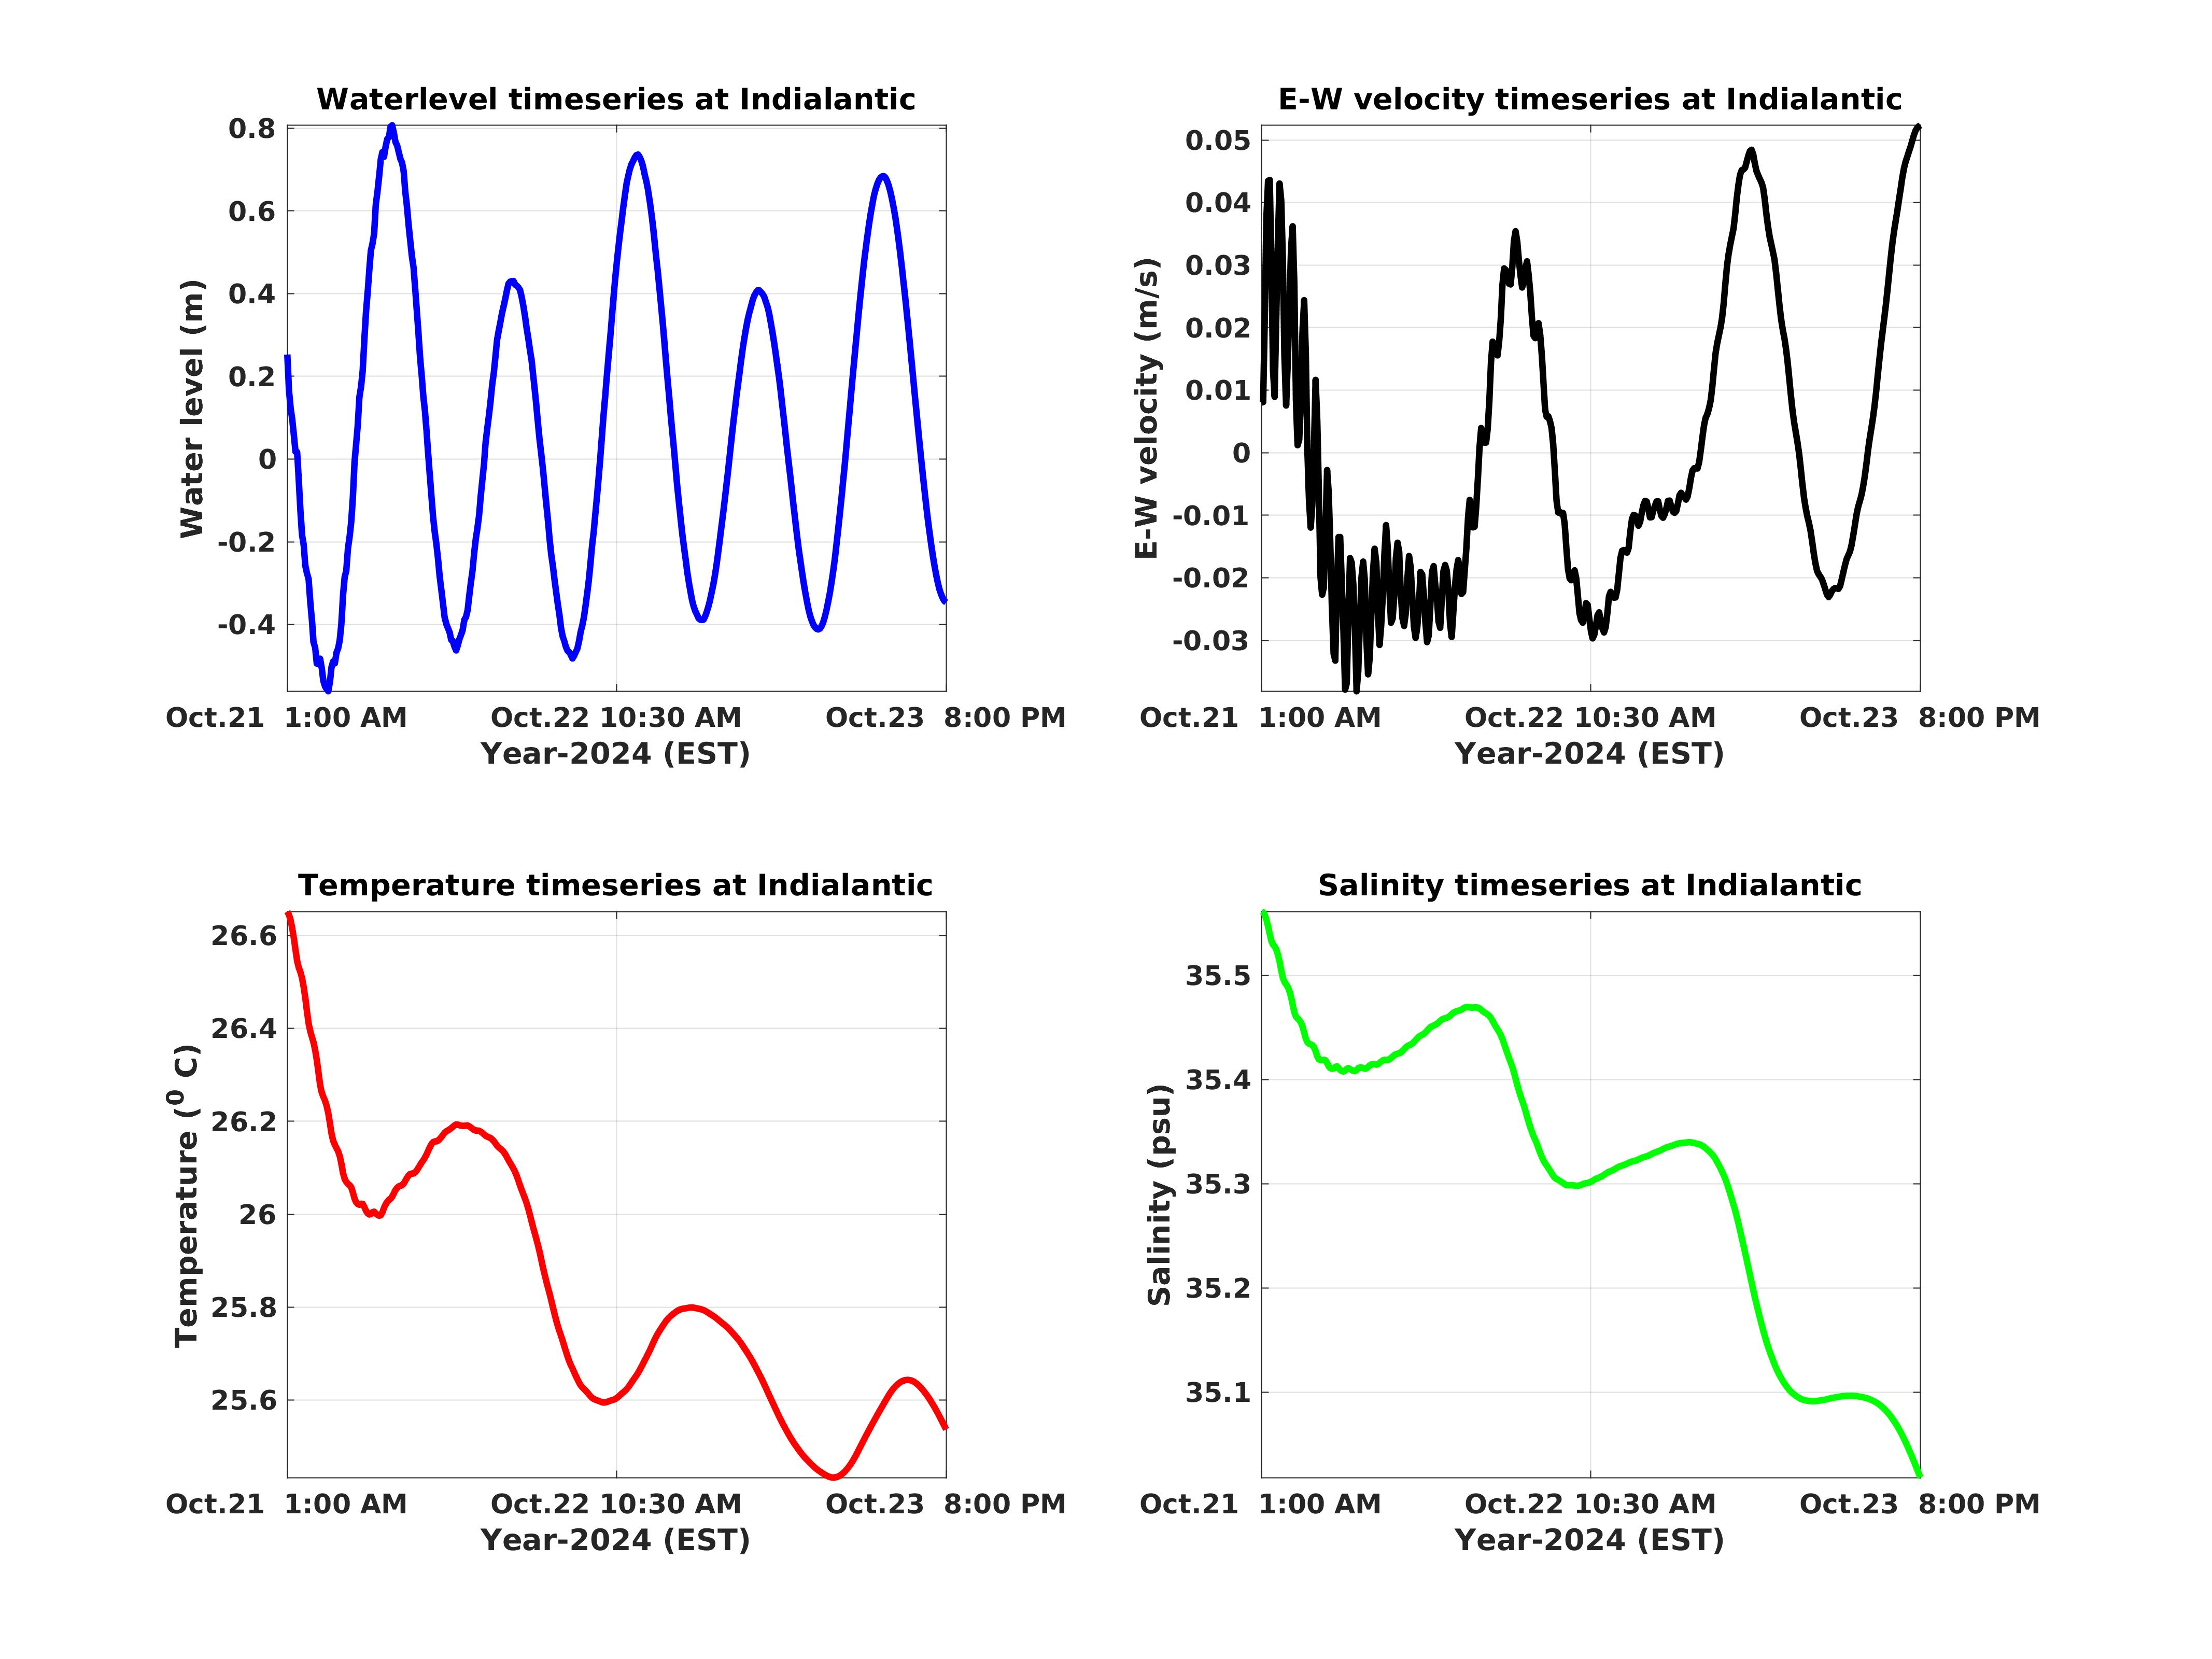 Waterlevel timeseries at Indialantic
0.8
0.6
0.4
0.2
0
-0.2
-0.4
Water level (m)
Oct.21 1:00 AM Oct.22 10:30 AM Oct.23 8:00 PM
Year-2024 (EST)
E-W velocity timeseries at Indialantic
0.05
0.04
0.03
0.02
0.01
0
-0.01
-0.02
-0.03
E-W velocity (m/s)
Oct.21 1:00 AM Oct.22 10:30 AM Oct.23 8:00 PM
Year-2024 (EST)
Temperature timeseries at Indialantic
26.6
26.4
26.2
26
25.8
25.6
Temperature (⁰ C)
Oct.21 1:00 AM Oct.22 10:30 AM Oct.23 8:00 PM
Year-2024 (EST)
Salinity timeseries at Indialantic
35.5
35.4
35.3
35.2
35.1
Salinity (psu)
Oct.21 1:00 AM Oct.22 10:30 AM Oct.23 8:00 PM
Year-2024 (EST)